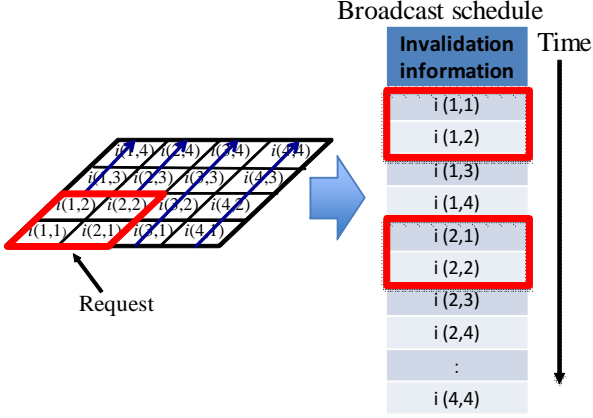 Broadcast schedule
Invalidation
information
Time
i (1,1)
i (1,2)
i (1,3)
i (1,4)
i (2,1)
i (2,2)
i (2,3)
i (2,4)
:
i (4,4)
i(1,4) i(2,4) i(3,4) i(4,4)
i(1,3) i(2,3) i(3,3) i(4,3)
i(1,2) i(2,2) i(3,2) i(4,2)
i(1,1) i(2,1) i(3,1) i(4,1)
Request